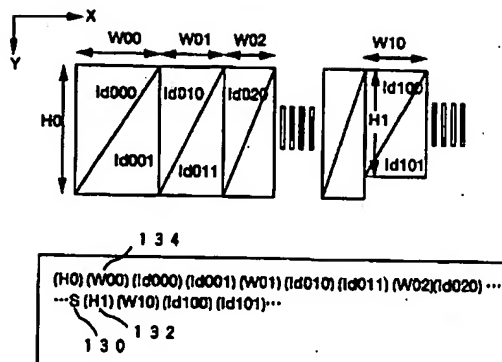 X
Y
W00 W01 W02 W10
H0 Id000 Id010 Id020 H1 Id100
Id001 Id011 Id101
134
(H0) (W00) (Id000) (Id001) (W01) (Id010) (Id011) (W02)(Id020) ···
···S (H1) (W10) (Id100) (Id101)···
132
130